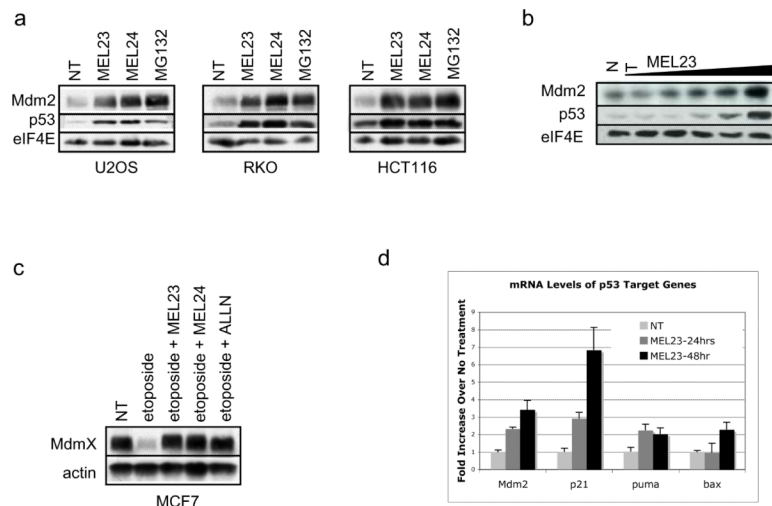 a
NT
MEL23
MEL24
MG132
NT
MEL23
MEL24
MG132
NT
MEL23
MEL24
MG132
Mdm2
p53
eIF4E
U2OS
RKO
HCT116
b
N
T
MEL23
Mdm2
p53
eIF4E
c
NT
etoposide
etoposide + MEL23
etoposide + MEL24
etoposide + ALLN
MdmX
actin
MCF7
d
mRNA Levels of p53 Target Genes
Fold Increase Over No Treatment
9
8
7
6
5
4
3
2
1
0
NT
MEL23-24hrs
MEL23-48hr
Mdm2
p21
puma
bax